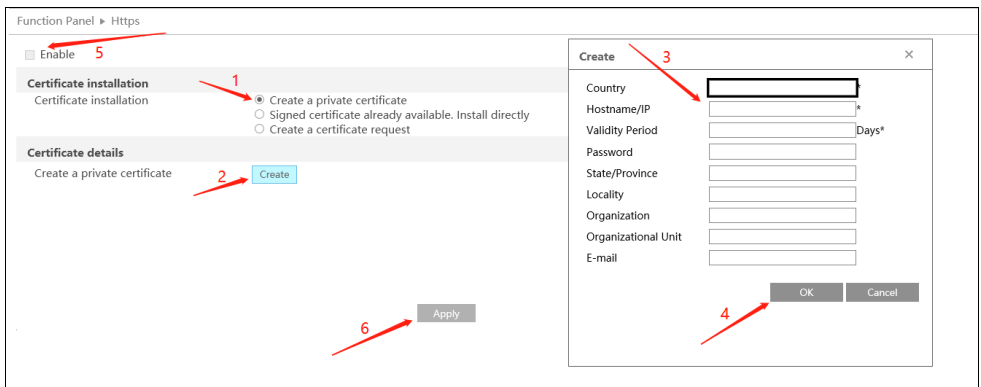 Function Panel ▸ Https
Enable 5
Certificate installation
Certificate installation
1
Create a private certificate
Signed certificate already available. Install directly
Create a certificate request
Certificate details
Create a private certificate 2 Create
6 Apply
Create 3 ×
Country *
Hostname/IP *
Validity Period Days*
Password
State/Province
Locality
Organization
Organizational Unit
E-mail
OK Cancel
4